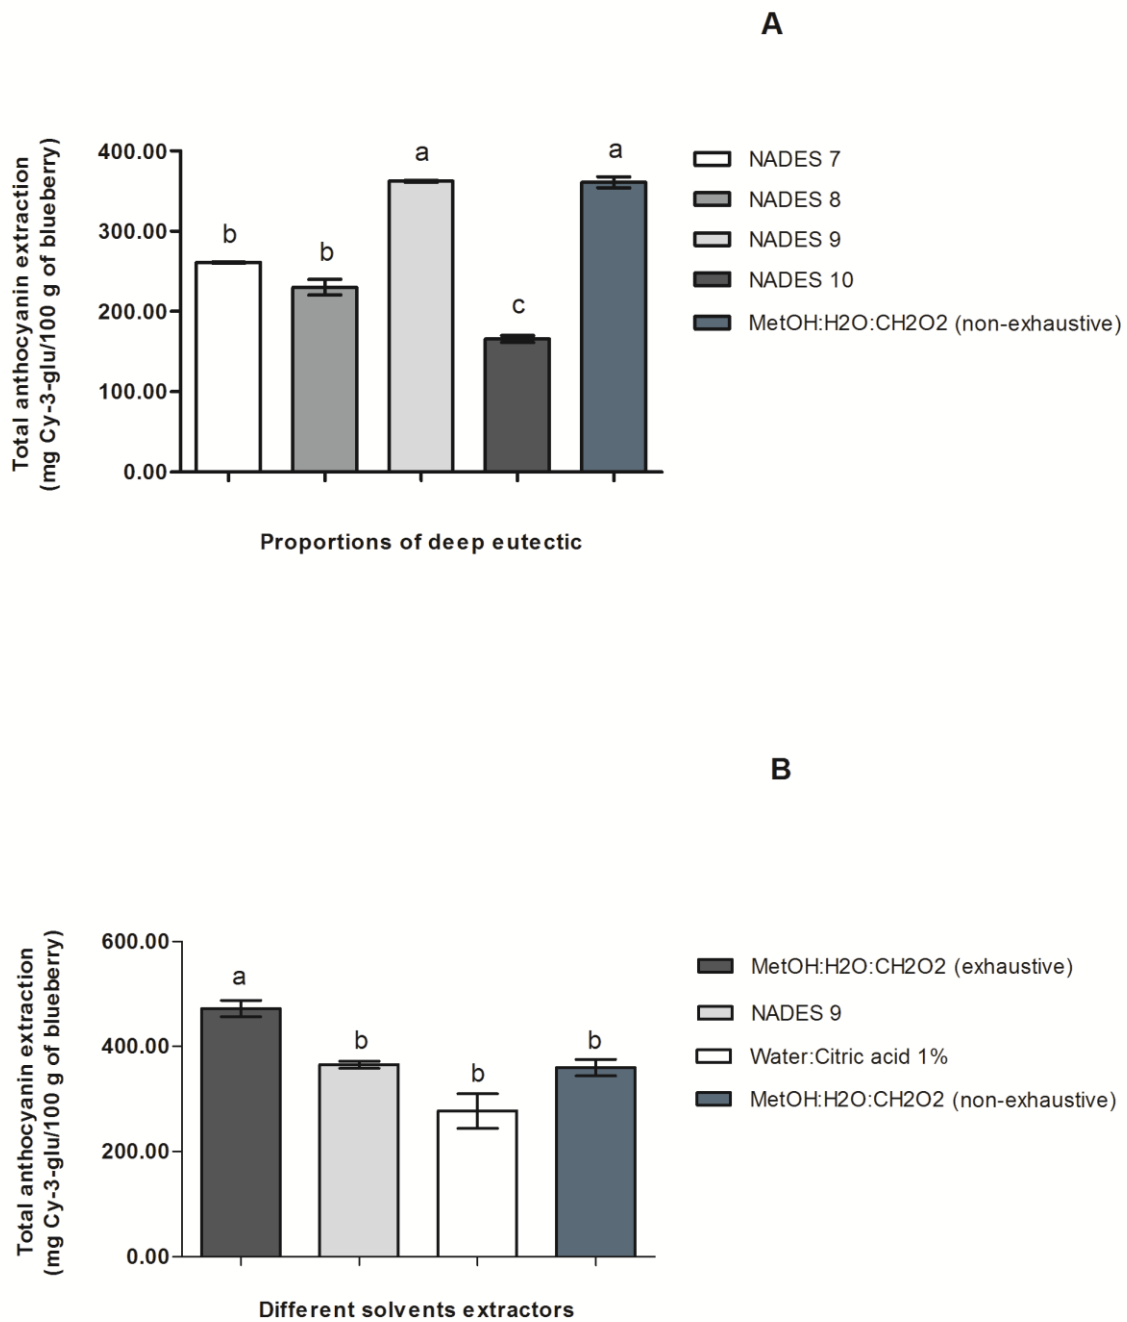 A
Total anthocyanin extraction
(mg Cy-3-glu/100 g of blueberry)
400.00
300.00
200.00
100.00
0.00
b
b
a
c
a
NADES 7
NADES 8
NADES 9
NADES 10
MetOH:H2O:CH2O2 (non-exhaustive)
Proportions of deep eutectic
B
Total anthocyanin extraction
(mg Cy-3-glu/100 g of blueberry)
600.00
400.00
200.00
0.00
a
b
b
b
MetOH:H2O:CH2O2 (exhaustive)
NADES 9
Water:Citric acid 1%
MetOH:H2O:CH2O2 (non-exhaustive)
Different solvents extractors